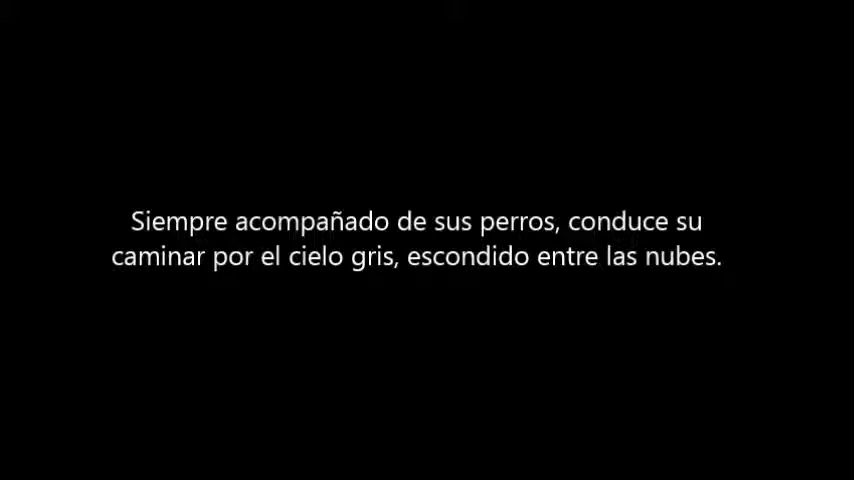 Siempre acompañado de sus perros, conduce su
caminar por el cielo gris, escondido entre las nubes.